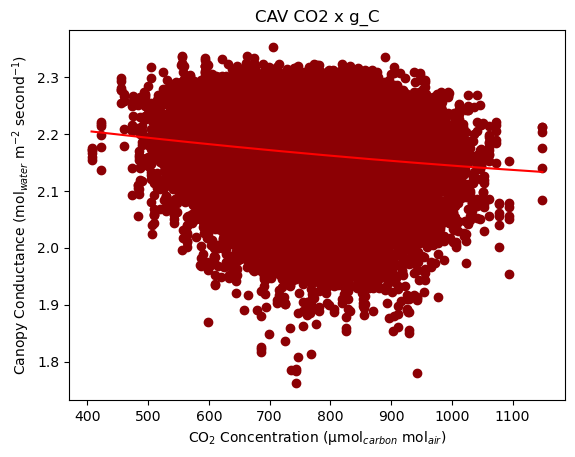 CAV CO2 x g_C
Canopy Conductance (mol_water m⁻² second⁻¹)
2.3
2.2
2.1
2.0
1.9
1.8
400 500 600 700 800 900 1000 1100
CO₂ Concentration (μmol_carbon mol_air)